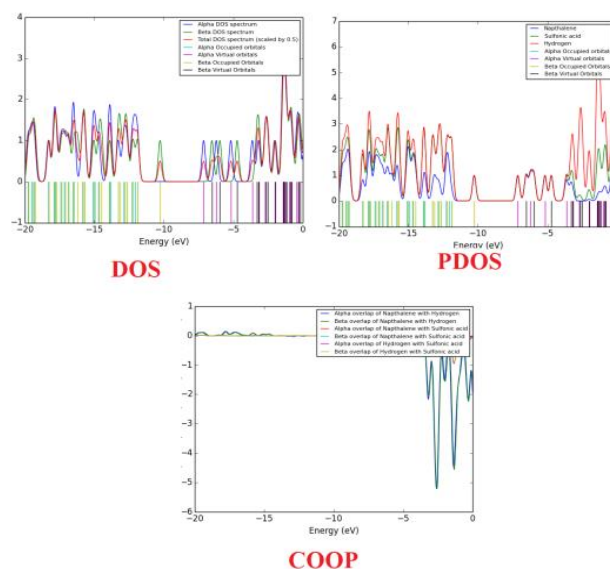 Alpha DOS spectrum
Beta DOS spectrum
Total DOS spectrum (scaled by 0.5)
Alpha Occupied orbitals
Alpha Virtual orbitals
Beta Occupied Orbitals
Beta Virtual Orbitals
4
3
2
1
0
−1
−20
−15
−10
−5
0
Energy (eV)
DOS
Napthalene
Sulfonic acid
Hydrogen
Alpha Occupied orbitals
Alpha Virtual orbitals
Beta Occupied Orbitals
Beta Virtual Orbitals
7
6
5
4
3
2
1
0
−1
−20
−15
−10
−5
Energy (eV)
PDOS
Alpha overlap of Napthalene with Hydrogen
Beta overlap of Napthalene with Hydrogen
Alpha overlap of Napthalene with Sulfonic acid
Beta overlap of Napthalene with Sulfonic acid
Alpha overlap of Hydrogen with Sulfonic acid
Beta overlap of Hydrogen with Sulfonic acid
1
0
−1
−2
−3
−4
−5
−6
−20
−15
−10
−5
0
Energy (eV)
COOP